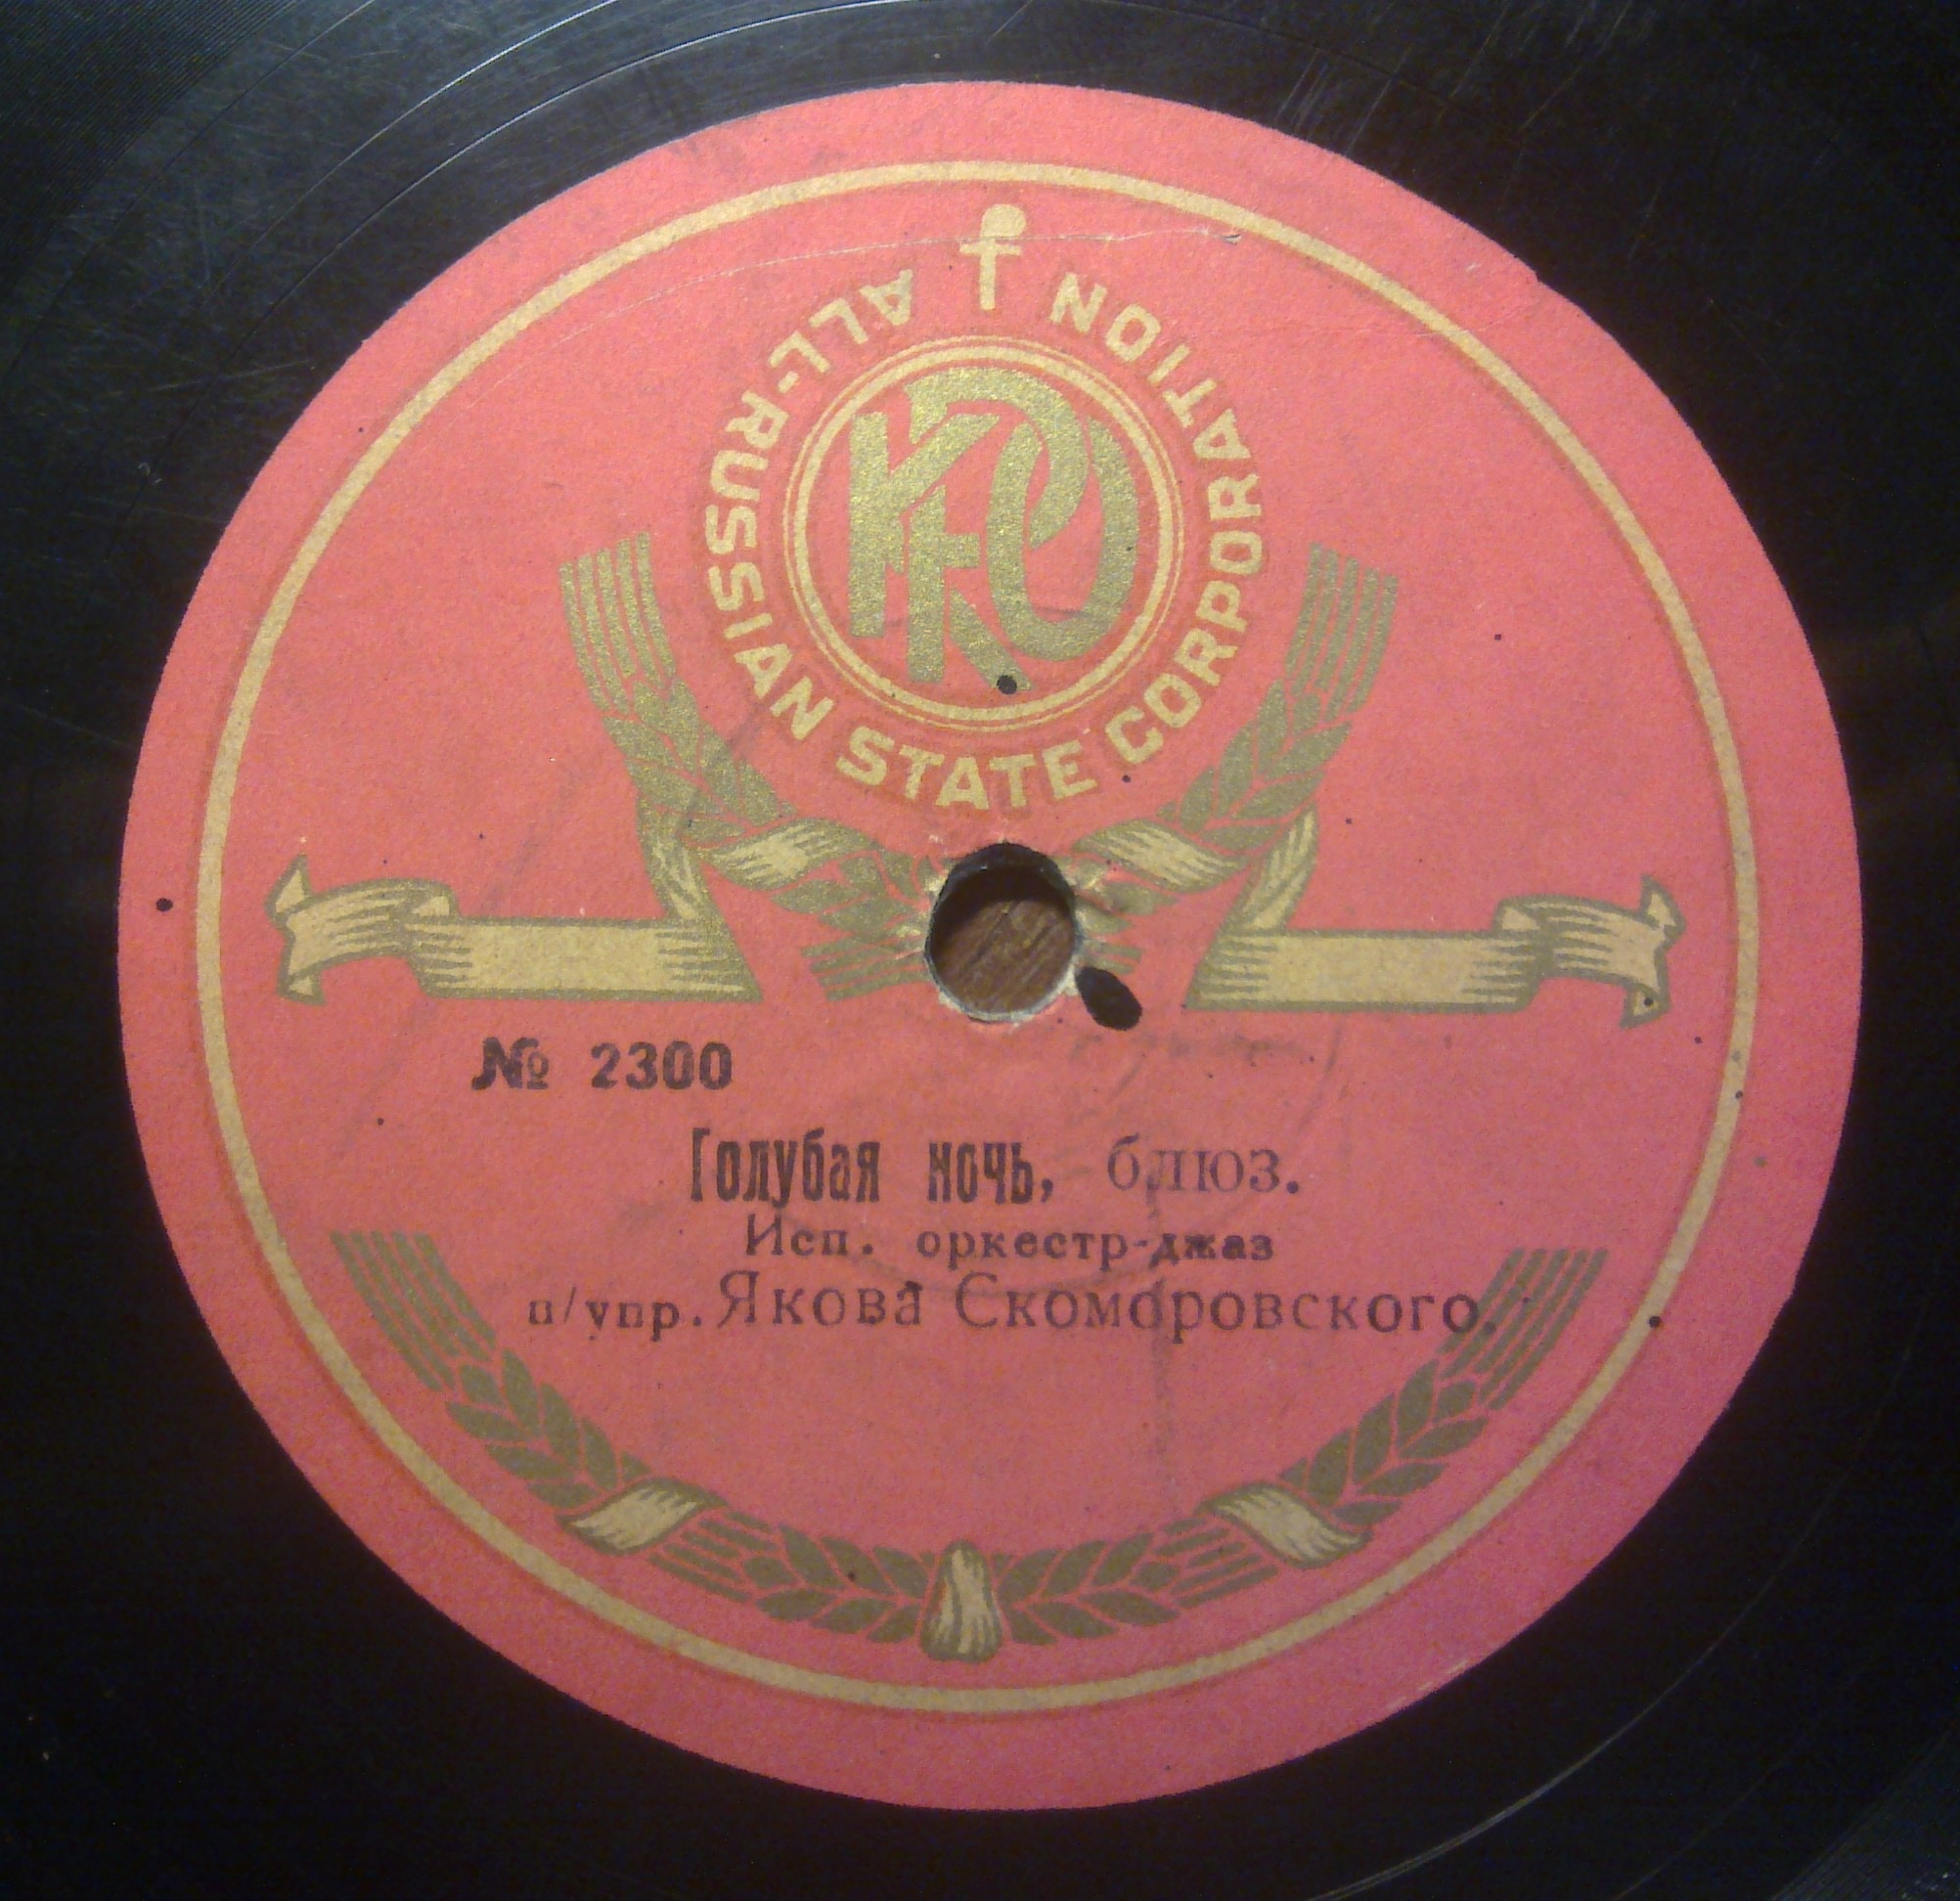 ALL-RUSSIAN STATE CORPORATION
№ 2300
Голубая ночь, блюз.
Исп. оркестр-джаз
п/упр. Якова Скоморовского.